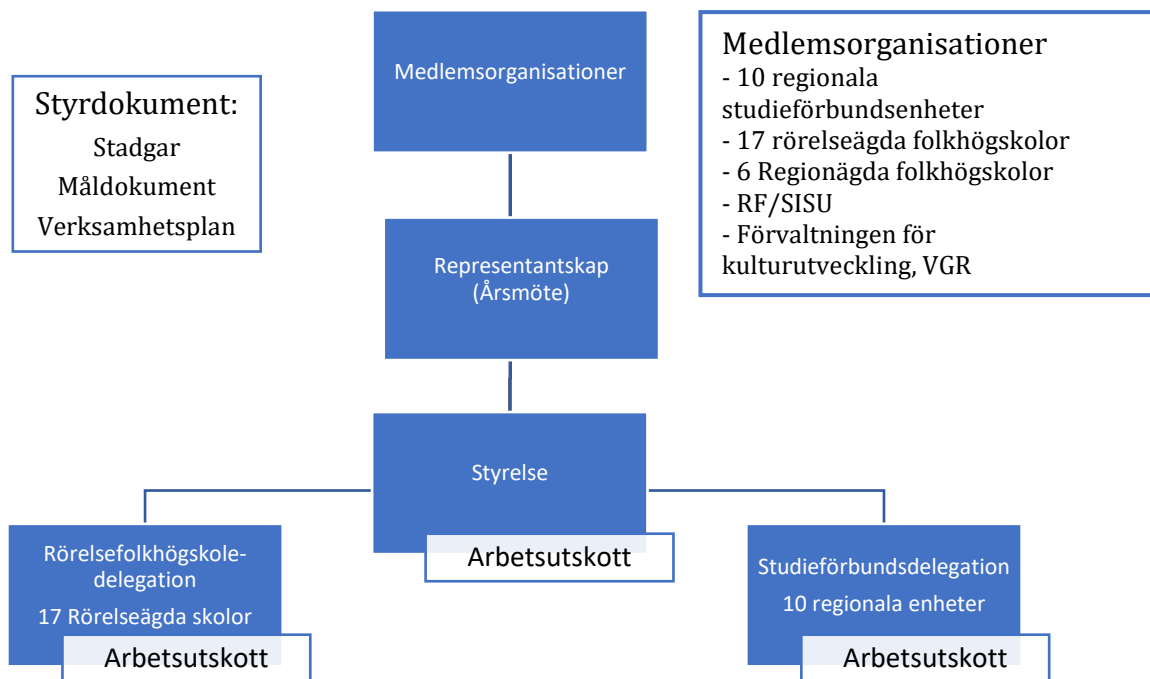 Styrdokument:
Stadgar
Måldokument
Verksamhetsplan
Medlemsorganisationer
Medlemsorganisationer
- 10 regionala
studieförbundsenheter
- 17 rörelseägda folkhögskolor
- 6 Regionägda folkhögskolor
- RF/SISU
- Förvaltningen för
kulturutveckling, VGR
Representantskap
(Årsmöte)
Styrelse
Arbetsutskott
Rörelsefolkhögskole-
delegation
17 Rörelseägda skolor
Arbetsutskott
Studieförbundsdelegation
10 regionala enheter
Arbetsutskott